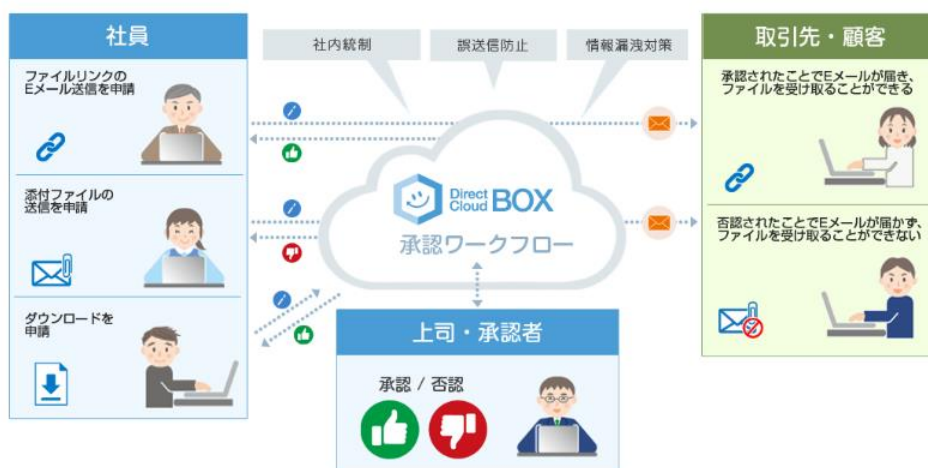 社員
ファイルリンクの
Eメール送信を申請
添付ファイルの
送信を申請
ダウンロードを
申請
社内統制
誤送信防止
情報漏洩対策
Direct
Cloud BOX
承認ワークフロー
上司・承認者
承認 / 否認
取引先・顧客
承認されたことでEメールが届き、
ファイルを受け取ることができる
否認されたことでEメールが届かず、
ファイルを受け取ることができない